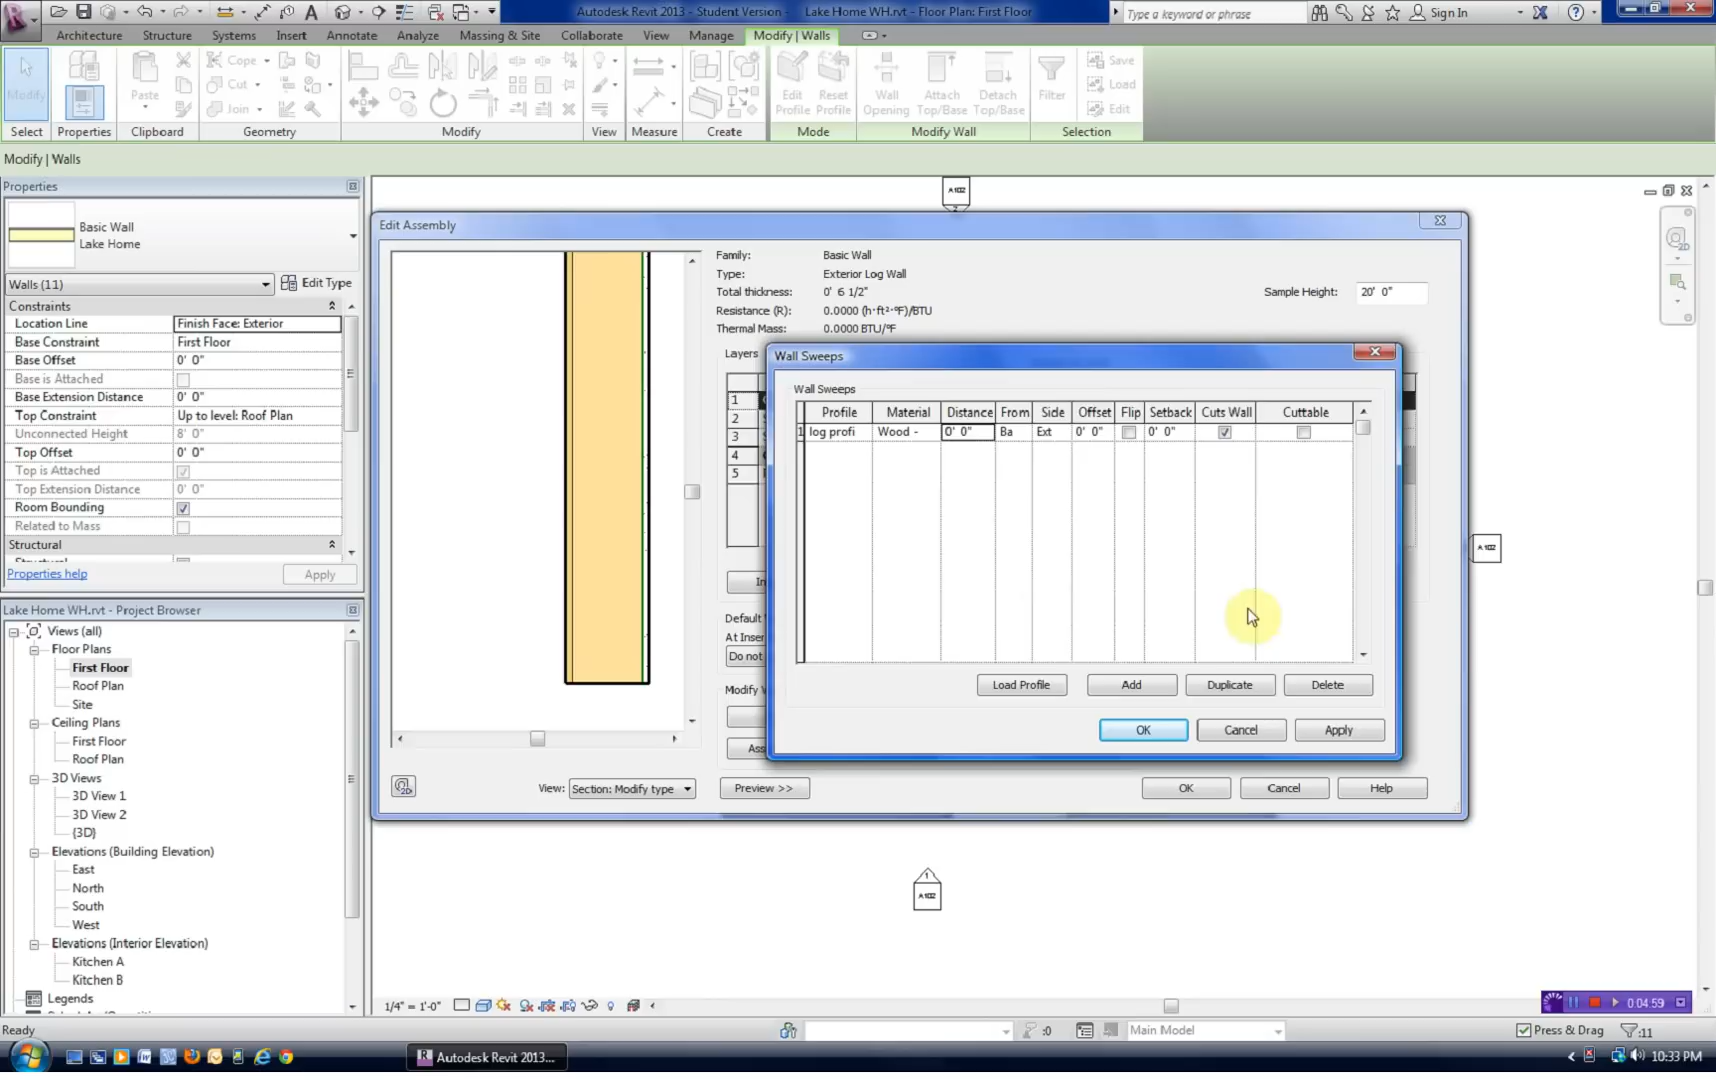 Autodesk Revit 2013 - Student Version - Lake Home WH.rvt - Floor Plan: First Floor
Type a keyword or phrase
Sign In
Architecture Structure Systems Insert Annotate Analyze Massing & Site Collaborate View Manage Modify | Walls
Modify
Paste
Cope
Cut
Join
Edit Profile
Reset Profile
Wall Opening
Attach Top/Base
Detach Top/Base
Filter
Save
Load
Edit
Select Properties Clipboard Geometry Modify View Measure Create Mode Modify Wall Selection
Modify | Walls
Properties
Basic Wall
Lake Home
Walls (11)
Edit Type
Constraints
Location Line Finish Face: Exterior
Base Constraint First Floor
Base Offset 0' 0"
Base is Attached
Base Extension Distance 0' 0"
Top Constraint Up to level: Roof Plan
Unconnected Height 8' 0"
Top Offset 0' 0"
Top is Attached
Top Extension Distance 0' 0"
Room Bounding
Related to Mass
Structural
Properties help
Apply
Lake Home WH.rvt - Project Browser
Views (all)
Floor Plans
First Floor
Roof Plan
Site
Ceiling Plans
First Floor
Roof Plan
3D Views
3D View 1
3D View 2
{3D}
Elevations (Building Elevation)
East
North
South
West
Elevations (Interior Elevation)
Kitchen A
Kitchen B
Legends
A102
Edit Assembly
Family: Basic Wall
Type: Exterior Log Wall
Total thickness: 0' 6 1/2"
Resistance (R): 0.0000 (h·ft²·°F)/BTU
Thermal Mass: 0.0000 BTU/°F
Sample Height: 20' 0"
Layers
1
2
3
4
5
In
Default
At Inser
Do not
Modify
Ass
View: Section: Modify type
Preview >>
OK
Cancel
Help
Wall Sweeps
Wall Sweeps
Profile Material Distance From Side Offset Flip Setback Cuts Wall Cuttable
1 log profi Wood - 0' 0" Ba Ext 0' 0" 0' 0"
Load Profile
Add
Duplicate
Delete
OK
Cancel
Apply
A102
1
A102
1/4" = 1'-0"
0:04:59
Ready
:0
Main Model
Press & Drag
:11
Autodesk Revit 2013...
10:33 PM